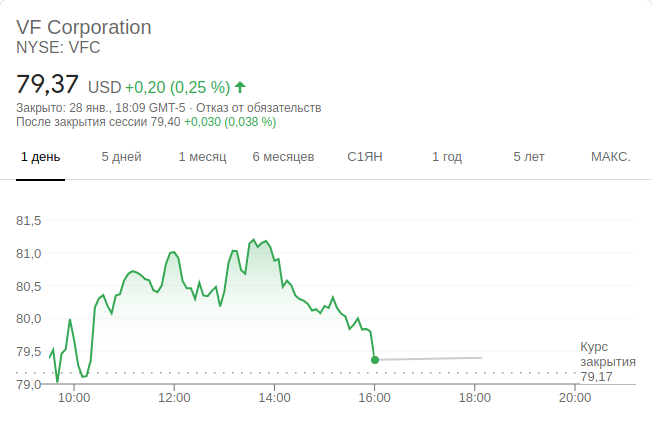 VF Corporation
NYSE: VFC
79,37 USD +0,20 (0,25 %)
Закрыто: 28 янв., 18:09 GMT-5 · Отказ от обязательств
После закрытия сессии 79,40 +0,030 (0,038 %)
1 день 5 дней 1 месяц 6 месяцев С1ЯН 1 год 5 лет МАКС.
81,5
81,0
80,5
80,0
79,5
Курс
закрытия
79,17
79,0
10:00 12:00 14:00 16:00 18:00 20:00